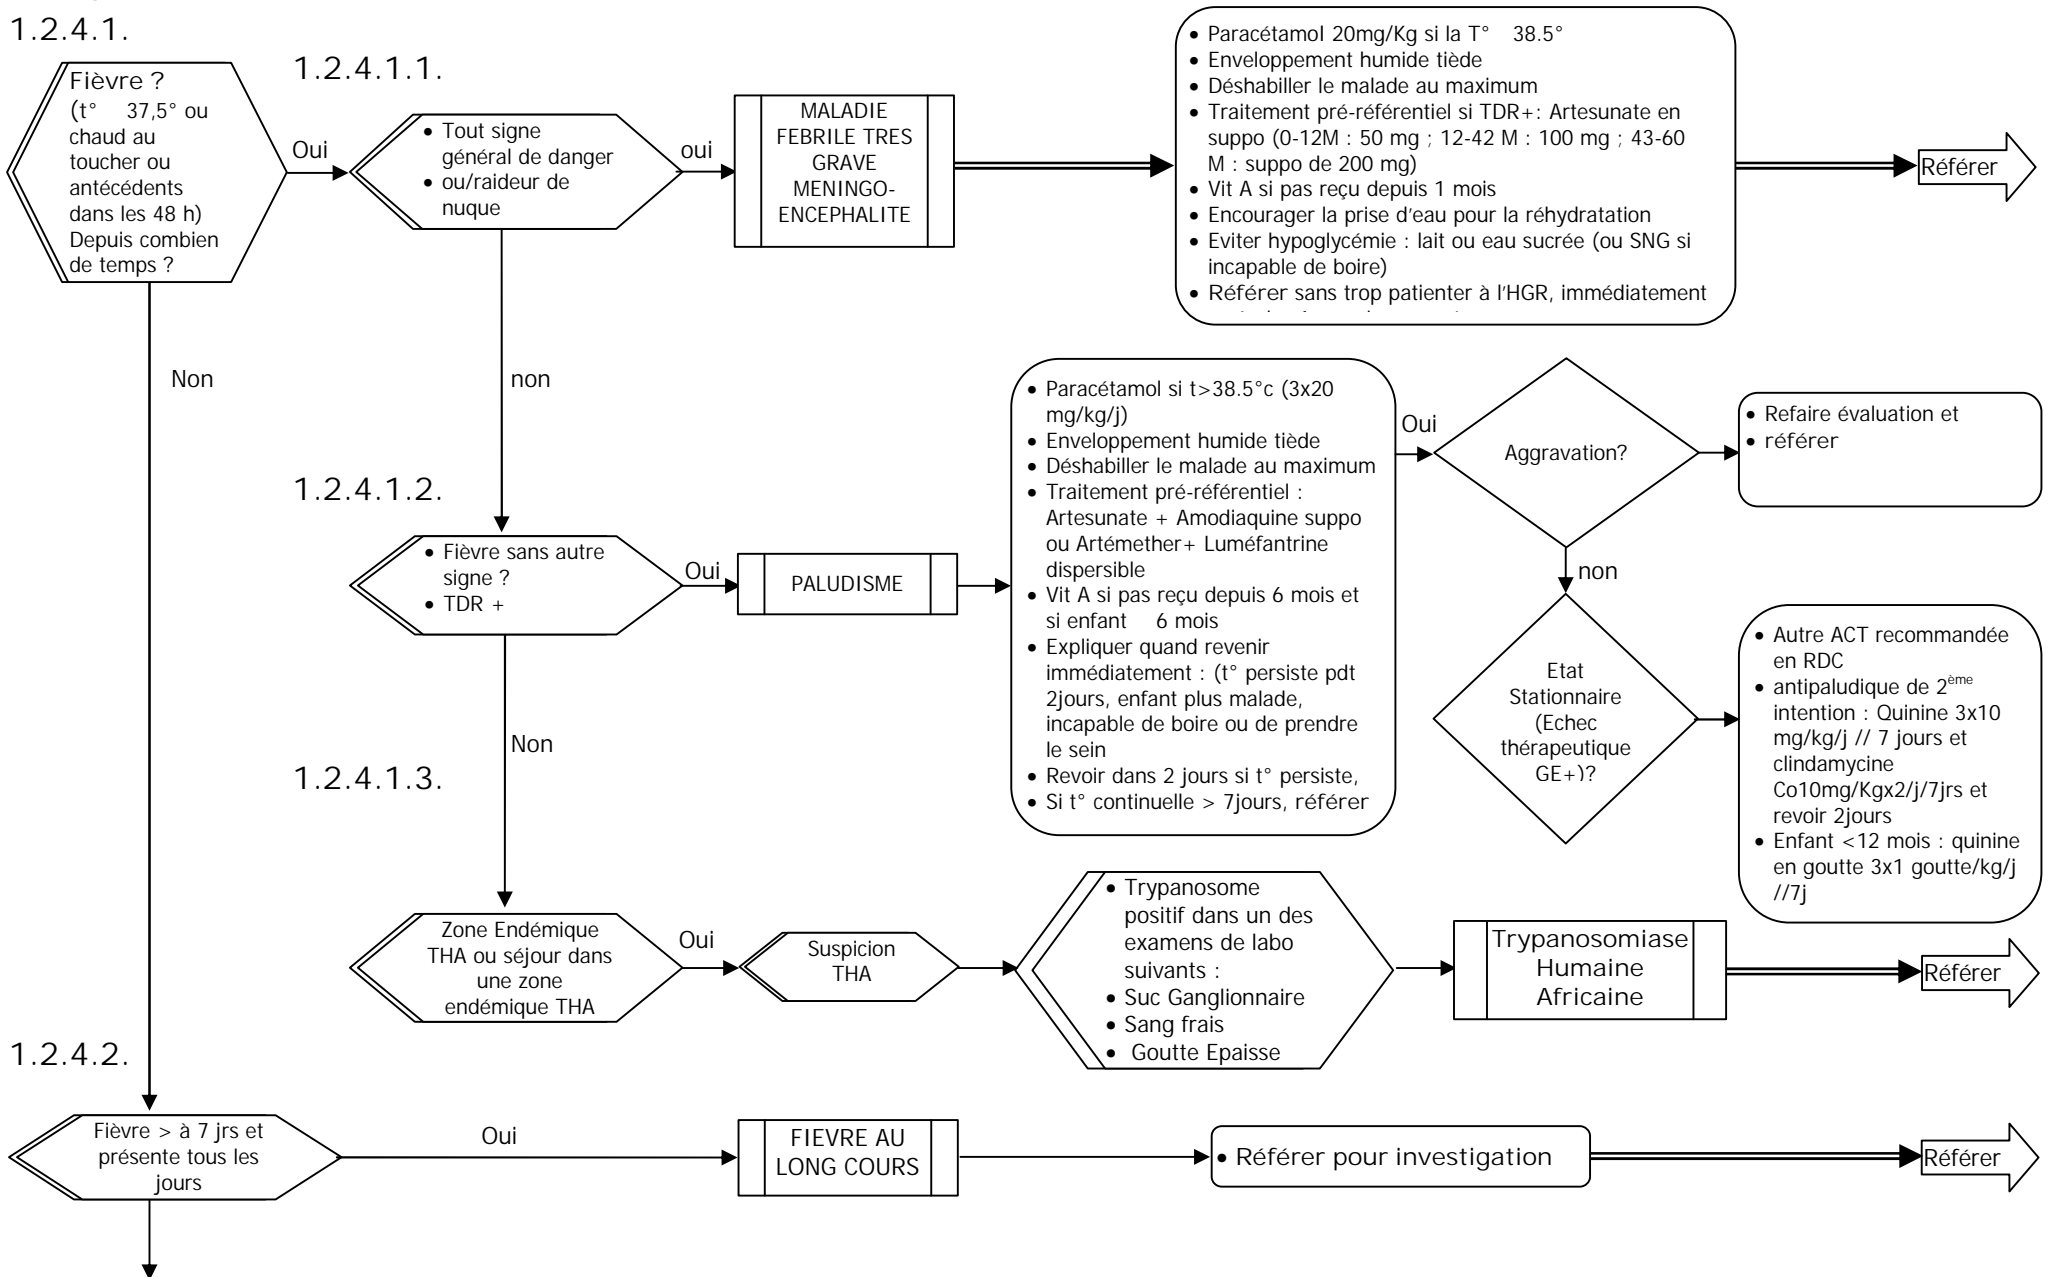 1.2.4.1.
Fièvre ?
(t° 37,5° ou
chaud au
toucher ou
antécédents
dans les 48 h)
Depuis combien
de temps ?
Oui
Non
1.2.4.1.1.
• Tout signe
général de danger
• ou/raideur de
nuque
oui
non
MALADIE
FEBRILE TRES
GRAVE
MENINGO-
ENCEPHALITE
• Paracétamol 20mg/Kg si la T° 38.5°
• Enveloppement humide tiède
• Déshabiller le malade au maximum
• Traitement pré-référentiel si TDR+: Artesunate en
suppo (0-12M : 50 mg ; 12-42 M : 100 mg ; 43-60
M : suppo de 200 mg)
• Vit A si pas reçu depuis 1 mois
• Encourager la prise d'eau pour la réhydratation
• Eviter hypoglycémie : lait ou eau sucrée (ou SNG si
incapable de boire)
• Référer sans trop patienter à l'HGR, immédiatement
Référer
1.2.4.1.2.
• Fièvre sans autre
signe ?
• TDR +
Oui
Non
PALUDISME
• Paracétamol si t>38.5°c (3x20
mg/kg/j)
• Enveloppement humide tiède
• Déshabiller le malade au maximum
• Traitement pré-référentiel :
Artesunate + Amodiaquine suppo
ou Artémether+ Luméfantrine
dispersible
• Vit A si pas reçu depuis 6 mois et
si enfant 6 mois
• Expliquer quand revenir
immédiatement : (t° persiste pdt
2jours, enfant plus malade,
incapable de boire ou de prendre
le sein
• Revoir dans 2 jours si t° persiste,
• Si t° continuelle > 7jours, référer
Oui
Aggravation?
• Refaire évaluation et
• référer
non
Etat
Stationnaire
(Echec
thérapeutique
GE+)?
• Autre ACT recommandée
en RDC
• antipaludique de 2ème
intention : Quinine 3x10
mg/kg/j // 7 jours et
clindamycine
Co10mg/Kgx2/j/7jrs et
revoir 2jours
• Enfant <12 mois : quinine
en goutte 3x1 goutte/kg/j
//7j
1.2.4.1.3.
Zone Endémique
THA ou séjour dans
une zone
endémique THA
Oui
Suspicion
THA
• Trypanosome
positif dans un des
examens de labo
suivants :
• Suc Ganglionnaire
• Sang frais
• Goutte Epaisse
Trypanosomiase
Humaine
Africaine
Référer
1.2.4.2.
Fièvre > à 7 jrs et
présente tous les
jours
Oui
FIEVRE AU
LONG COURS
• Référer pour investigation
Référer